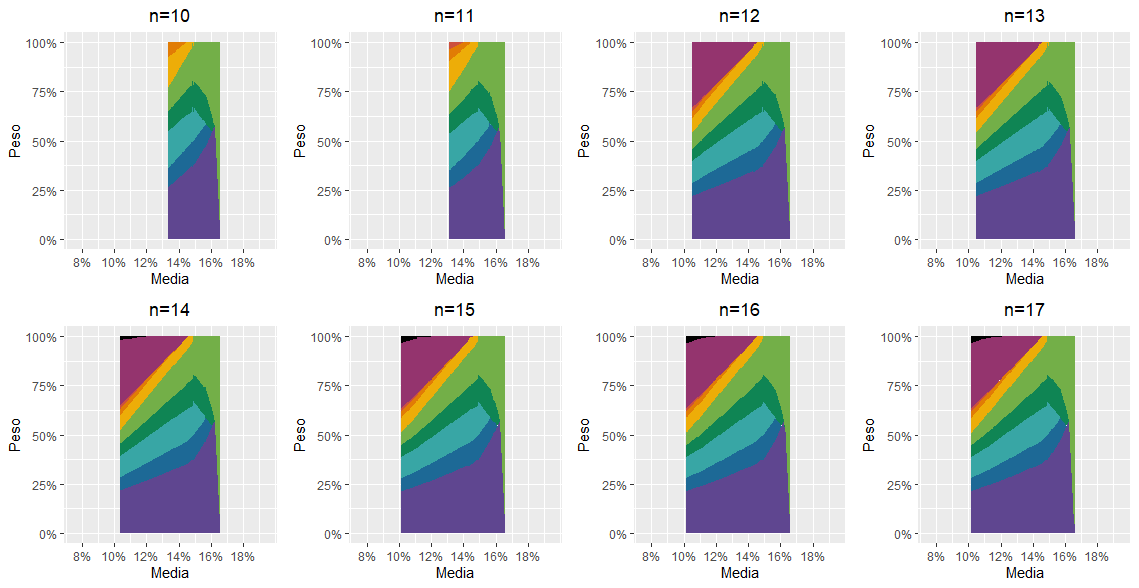 n=10 n=11 n=12 n=13
100% 100% 100% 100%
75% 75% 75% 75%
Peso Peso Peso Peso
50% 50% 50% 50%
25% 25% 25% 25%
0% 0% 0% 0%
8% 10% 12% 14% 16% 18% 8% 10% 12% 14% 16% 18% 8% 10% 12% 14% 16% 18% 8% 10% 12% 14% 16% 18%
Media Media Media Media
n=14 n=15 n=16 n=17
100% 100% 100% 100%
75% 75% 75% 75%
Peso Peso Peso Peso
50% 50% 50% 50%
25% 25% 25% 25%
0% 0% 0% 0%
8% 10% 12% 14% 16% 18% 8% 10% 12% 14% 16% 18% 8% 10% 12% 14% 16% 18% 8% 10% 12% 14% 16% 18%
Media Media Media Media